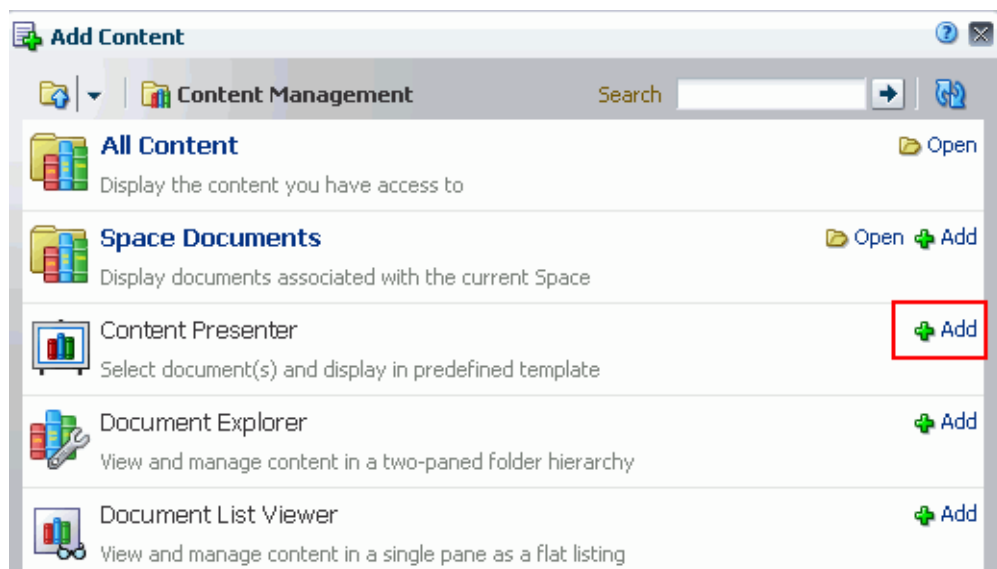 Add Content
Content Management Search
All Content Open
Display the content you have access to
Space Documents Open Add
Display documents associated with the current Space
Content Presenter Add
Select document(s) and display in predefined template
Document Explorer Add
View and manage content in a two-paned folder hierarchy
Document List Viewer Add
View and manage content in a single pane as a flat listing